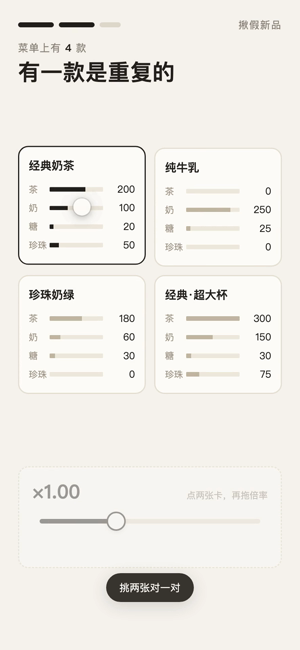 揪假新品
菜单上有 4 款
有一款是重复的
经典奶茶
茶 200
奶 100
糖 20
珍珠 50
纯牛乳
茶 0
奶 250
糖 25
珍珠 0
珍珠奶绿
茶 180
奶 60
糖 30
珍珠 0
经典·超大杯
茶 300
奶 150
糖 30
珍珠 75
×1.00
点两张卡，再拖倍率
挑两张对一对